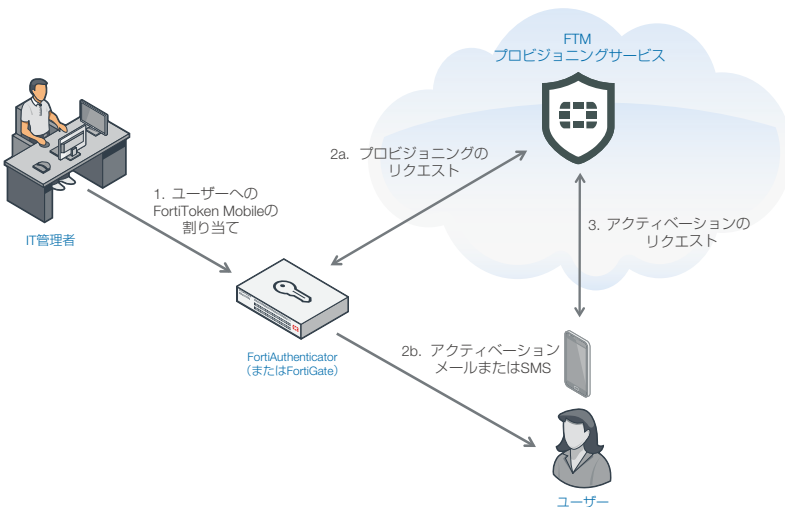 FTM
プロビジョニングサービス
2a. プロビジョニングの
リクエスト
1. ユーザーへの
FortiToken Mobileの
割り当て
IT管理者
3. アクティベーションの
リクエスト
FortiAuthenticator
（またはFortiGate）
2b. アクティベーション
メールまたはSMS
ユーザー